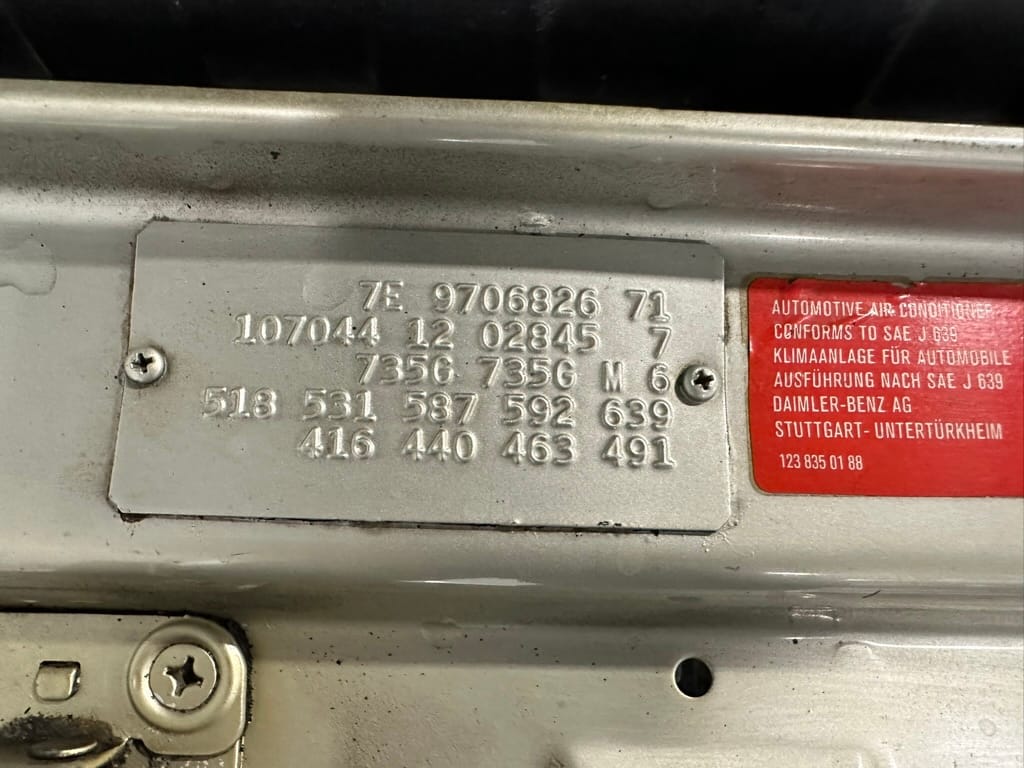 7E 9706826 71
107044 12 02845 7
735G 735G M 6
518 531 587 592 639
416 440 463 491
AUTOMOTIVE AIR CONDITIONER
CONFORMS TO SAE J 639
KLIMAANLAGE FÜR AUTOMOBILE
AUSFÜHRUNG NACH SAE J 639
DAIMLER-BENZ AG
STUTTGART-UNTERTÜRKHEIM
123 835 01 88